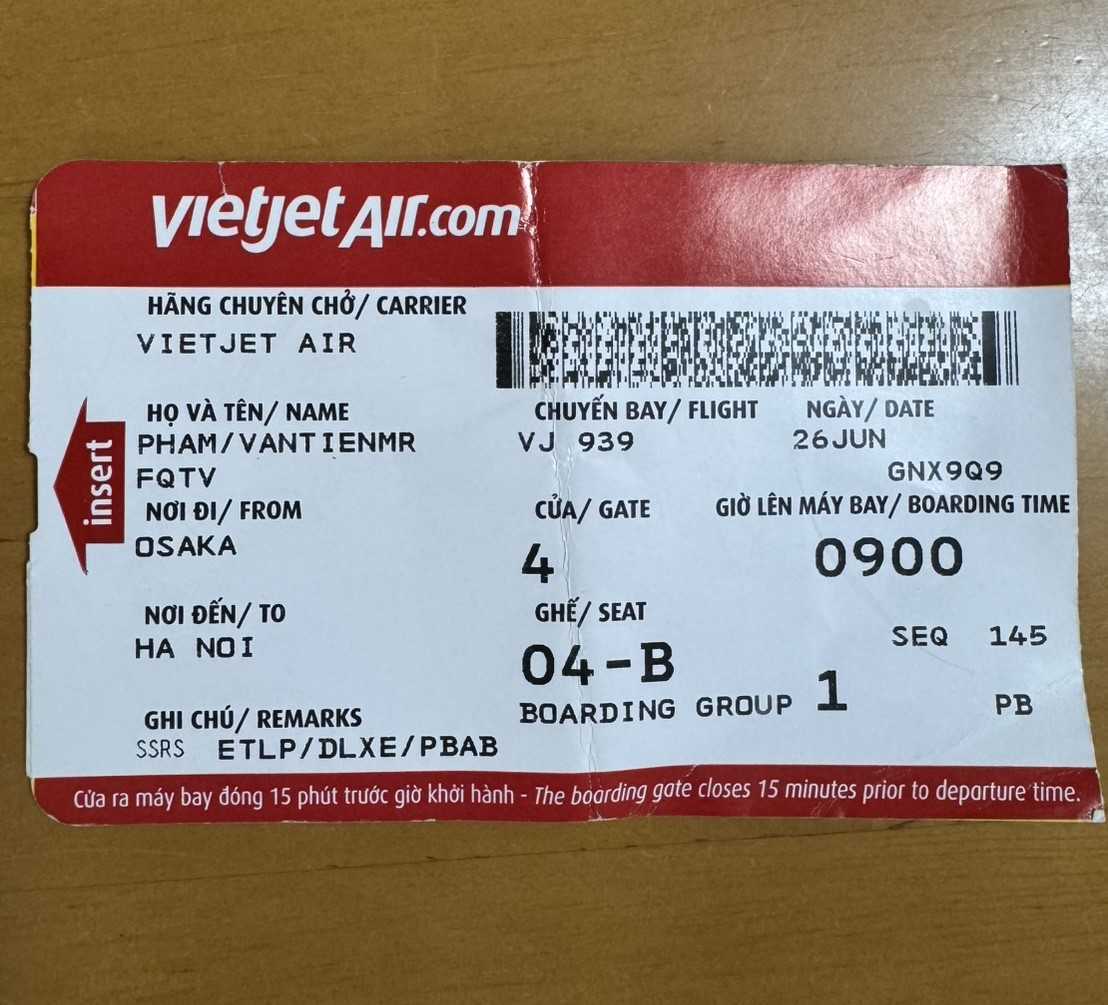 vietjet Air.com
HÃNG CHUYÊN CHỞ/ CARRIER
VIETJET AIR
HỌ VÀ TÊN/ NAME
CHUYẾN BAY/ FLIGHT
NGÀY/ DATE
PHAM/VANTIENMR
VJ 939
26JUN
FQTV
GNX9Q9
NƠI ĐI/ FROM
CỬA/ GATE
GIỜ LÊN MÁY BAY/ BOARDING TIME
OSAKA
4
0900
NƠI ĐẾN/ TO
GHẾ/ SEAT
HA NOI
04-B
SEQ 145
BOARDING GROUP 1
PB
GHI CHÚ/ REMARKS
SSRS ETLP/DLXE/PBAB
insert
Cửa ra máy bay đóng 15 phút trước giờ khởi hành - The boarding gate closes 15 minutes prior to departure time.